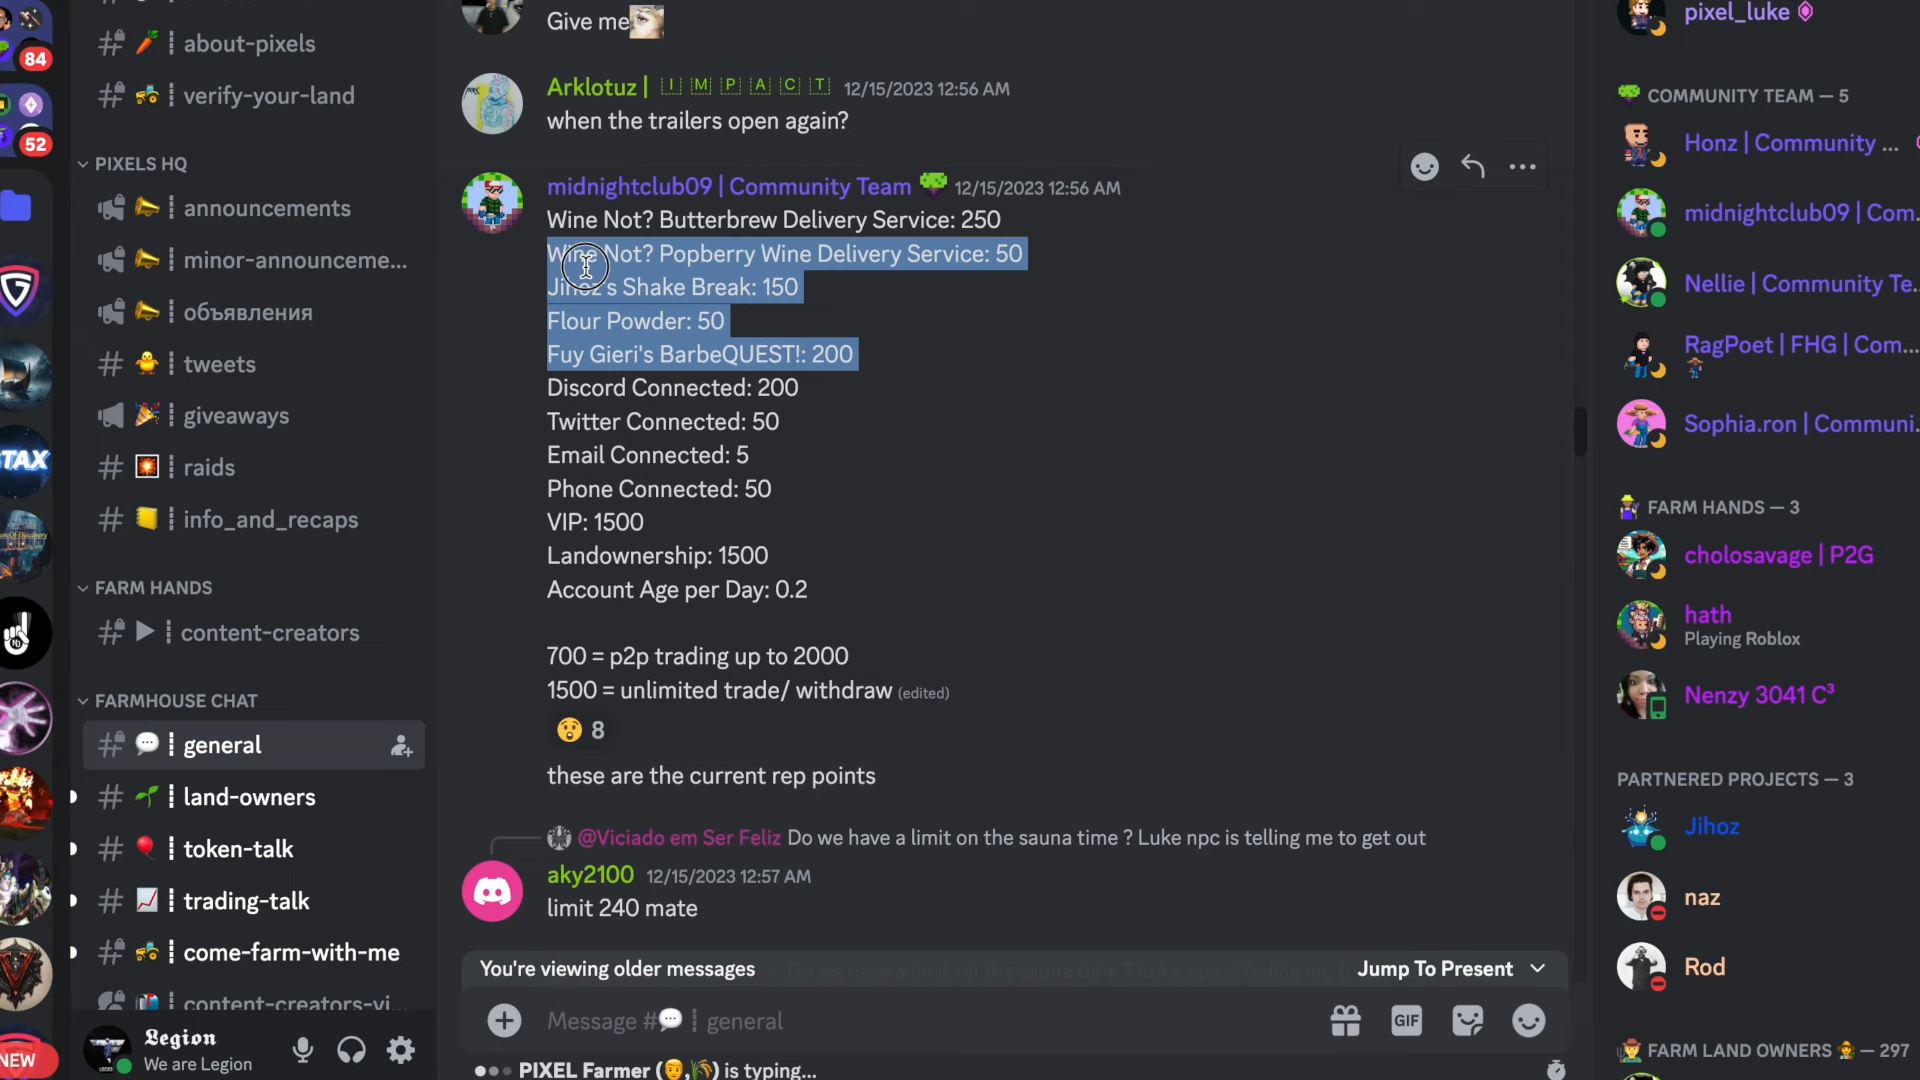 84
52
TAX
NEW
about-pixels
verify-your-land
PIXELS HQ
announcements
minor-announceme...
объявления
tweets
giveaways
raids
info_and_recaps
FARM HANDS
content-creators
FARMHOUSE CHAT
general
land-owners
token-talk
trading-talk
come-farm-with-me
content-creators-vi...
Legion
We are Legion
Give me
Arklotuz | I M P A C T 12/15/2023 12:56 AM
when the trailers open again?
midnightclub09 | Community Team 12/15/2023 12:56 AM
Wine Not? Butterbrew Delivery Service: 250
Wine Not? Popberry Wine Delivery Service: 50
Jihoz's Shake Break: 150
Flour Powder: 50
Fuy Gieri's BarbeQUEST!: 200
Discord Connected: 200
Twitter Connected: 50
Email Connected: 5
Phone Connected: 50
VIP: 1500
Landownership: 1500
Account Age per Day: 0.2
700 = p2p trading up to 2000
1500 = unlimited trade/ withdraw (edited)
8
these are the current rep points
@Viciado em Ser Feliz Do we have a limit on the sauna time ? Luke npc is telling me to get out
aky2100 12/15/2023 12:57 AM
limit 240 mate
You're viewing older messages Jump To Present
Message # general
GIF
PIXEL Farmer is typing...
pixel_luke
COMMUNITY TEAM — 5
Honz | Community ...
midnightclub09 | Com...
Nellie | Community Te...
RagPoet | FHG | Com...
Sophia.ron | Communi...
FARM HANDS — 3
cholosavage | P2G
hath
Playing Roblox
Nenzy 3041 C³
PARTNERED PROJECTS — 3
Jihoz
naz
Rod
FARM LAND OWNERS — 297